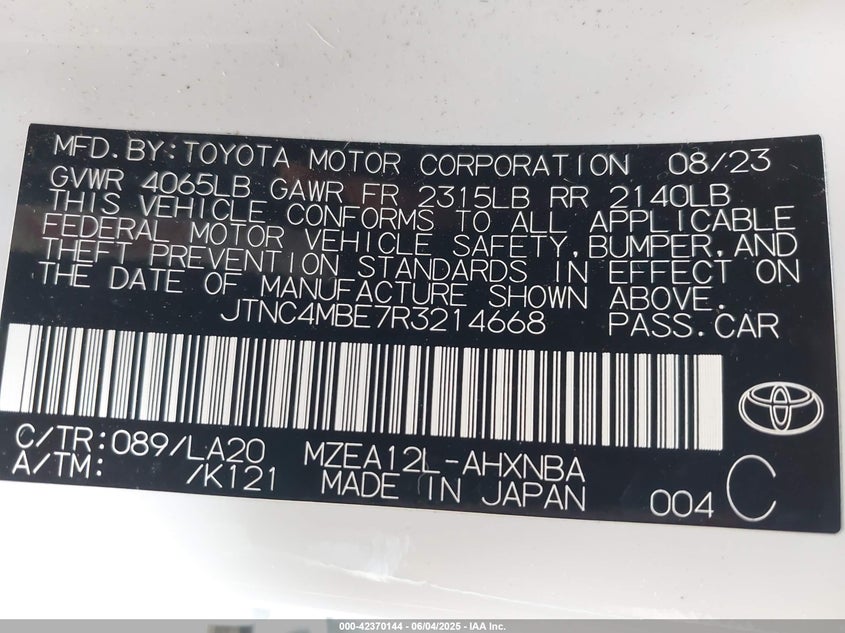 MFD.BY:TOYOTA MOTOR CORPORATION 08/23
GVWR 4065LB GAWR FR 2315LB RR 2140LB
THIS VEHICLE CONFORMS TO ALL APPLICABLE
FEDERAL MOTOR VEHICLE SAFETY,BUMPER,AND
THEFT PREVENTION STANDARDS IN EFFECT ON
THE DATE OF MANUFACTURE SHOWN ABOVE.
JTNC4MBE7R3214668 PASS.CAR
C/TR:089/LA20 MZEA12L-AHXNBA
A/TM: /K121 MADE IN JAPAN 004 C
000-42370144 - 06/04/2025 - IAA Inc.